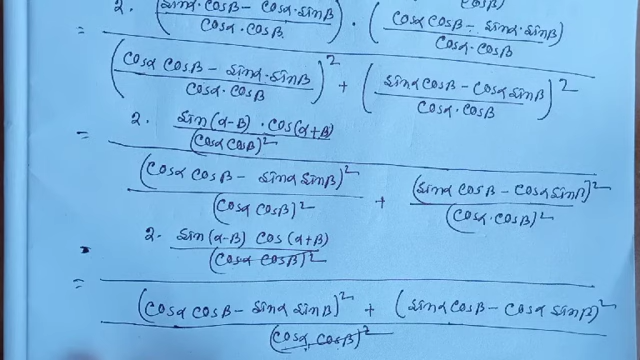 2. (sinα·cosβ − cosα·sinβ / cosα·cosβ) · (cosα cosβ − sinα·sinβ / cosα·cosβ) cosβ)
= (cosα cosβ − sinα·sinβ / cosα·cosβ)² + (sinα cosβ − cosα sinβ / cosα·cosβ)²
2. sin(α−β)·cos(α+β) / (cosα cosβ)²
= (cosα cosβ − sinα sinβ)² / (cosα cosβ)² + (sinα cosβ − cosα sinβ)² / (cosα·cosβ)²
2. sin(α−β) cos(α+β) / (cosα cosβ)²
= (cosα cosβ − sinα sinβ)² + (sinα cosβ − cosα sinβ)² / (cosα cosβ)²